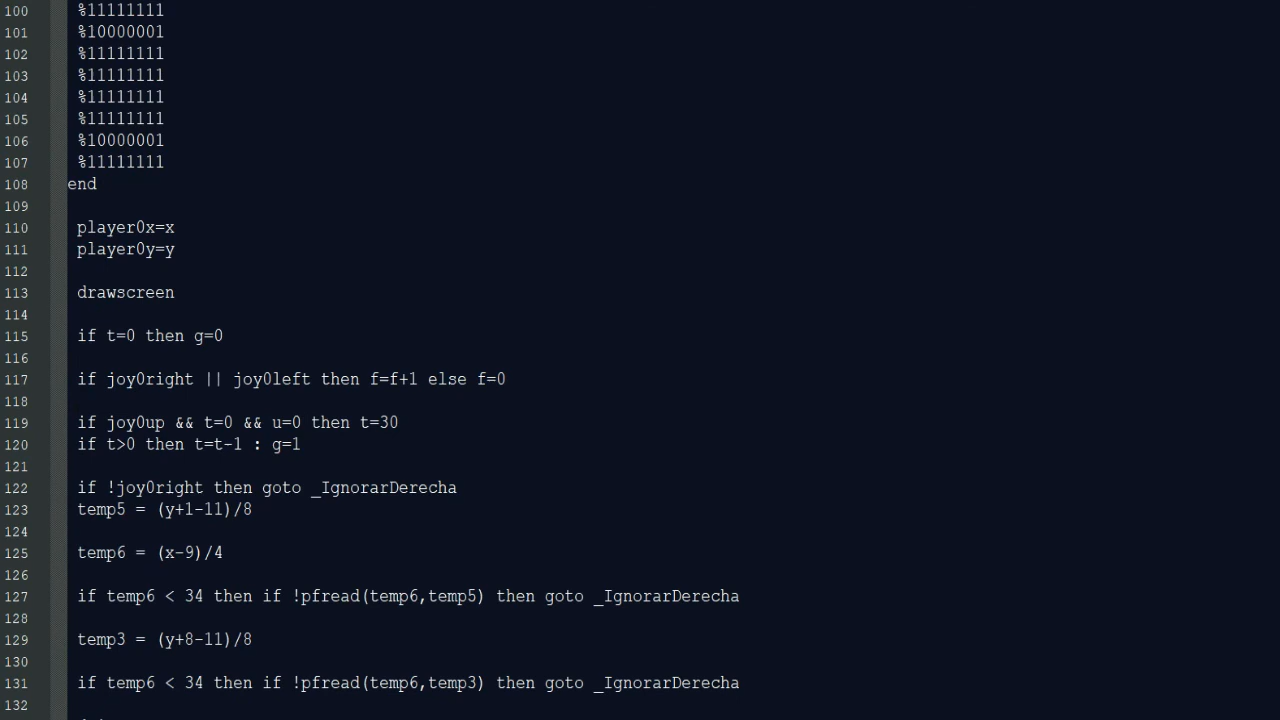 100 %11111111
101 %10000001
102 %11111111
103 %11111111
104 %11111111
105 %11111111
106 %10000001
107 %11111111
108 end
109
110 player0x=x
111 player0y=y
112
113 drawscreen
114
115 if t=0 then g=0
116
117 if joy0right || joy0left then f=f+1 else f=0
118
119 if joy0up && t=0 && u=0 then t=30
120 if t>0 then t=t-1 : g=1
121
122 if !joy0right then goto _IgnorarDerecha
123 temp5 = (y+1-11)/8
124
125 temp6 = (x-9)/4
126
127 if temp6 < 34 then if !pfread(temp6,temp5) then goto _IgnorarDerecha
128
129 temp3 = (y+8-11)/8
130
131 if temp6 < 34 then if !pfread(temp6,temp3) then goto _IgnorarDerecha
132